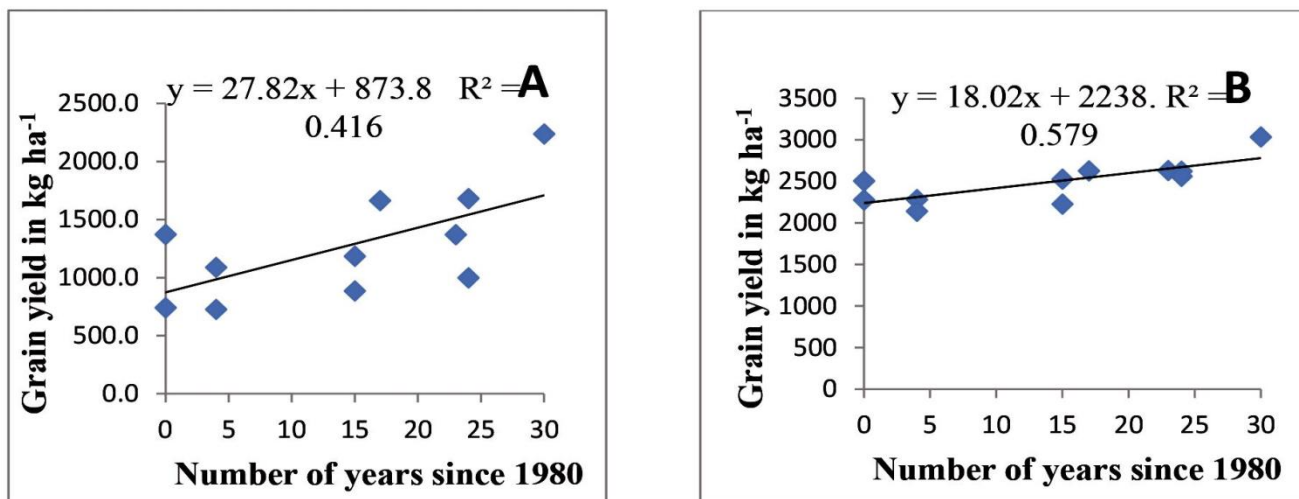 A
y = 27.82x + 873.8 R² =
0.416
Grain yield in kg ha⁻¹
2500.0
2000.0
1500.0
1000.0
500.0
0.0
0 5 10 15 20 25 30
Number of years since 1980
B
y = 18.02x + 2238. R² =
0.579
Grain yield in kg ha⁻¹
3500
3000
2500
2000
1500
1000
500
0
0 5 10 15 20 25 30
Number of years since 1980